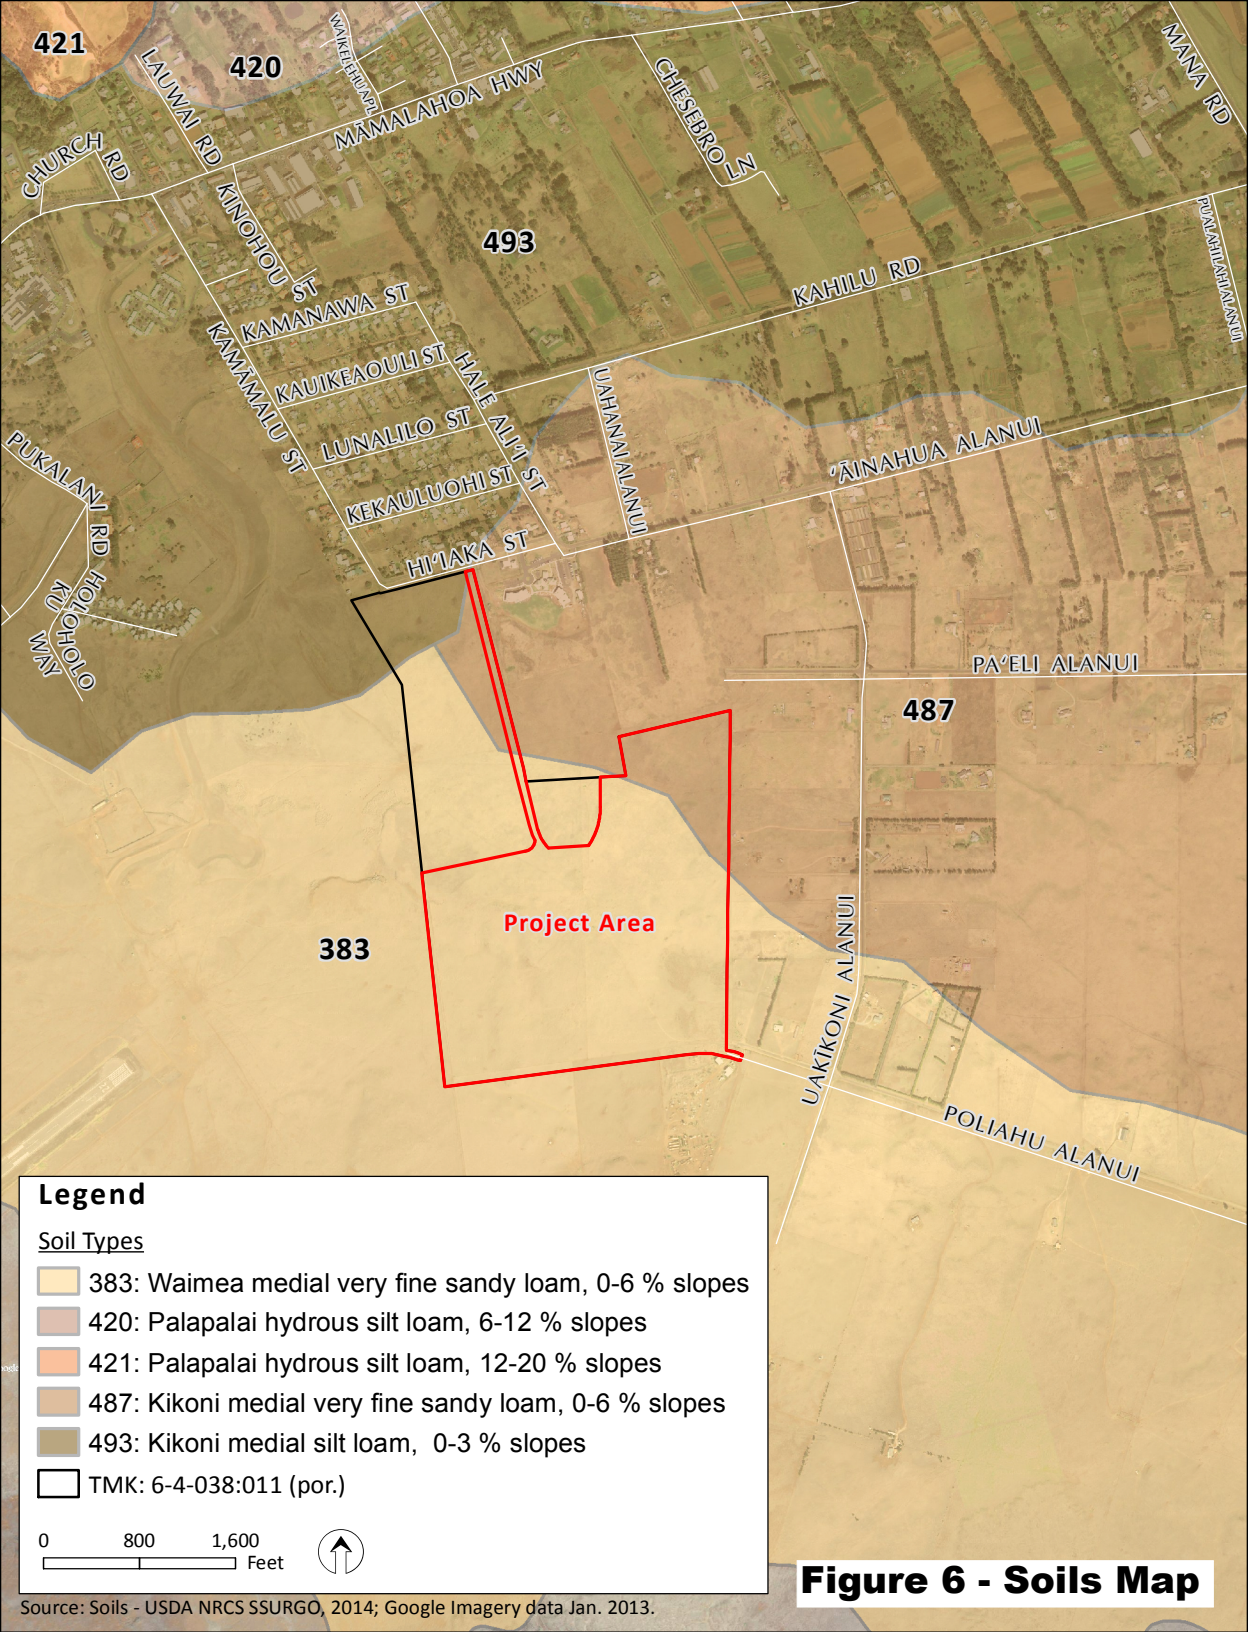 421
420
LAUWAI RD
MĀMALAHOA HWY
CHESEBRO LN
MANA RD
CHURCH RD
KINOHOU ST
493
PUALAHILAHI ALANUI
KAHILU RD
KAMANAWA ST
KAMĀMALU ST
KAUIKEAOULI ST
HALE ALI‘I ST
UAHANAI ALANUI
LUNALILO ST
‘ĀINAHUA ALANUI
PUKALANI RD
KEKAULUOHI ST
HI‘IAKA ST
HOLOHOLO
KU
WAY
PA‘ELI ALANUI
487
Project Area
383
UAKĪKONI ALANUI
POLIAHU ALANUI
Legend
Soil Types
383: Waimea medial very fine sandy loam, 0-6 % slopes
420: Palapalai hydrous silt loam, 6-12 % slopes
421: Palapalai hydrous silt loam, 12-20 % slopes
487: Kikoni medial very fine sandy loam, 0-6 % slopes
493: Kikoni medial silt loam, 0-3 % slopes
TMK: 6-4-038:011 (por.)
0 800 1,600
Feet
Figure 6 - Soils Map
Source: Soils - USDA NRCS SSURGO, 2014; Google Imagery data Jan. 2013.